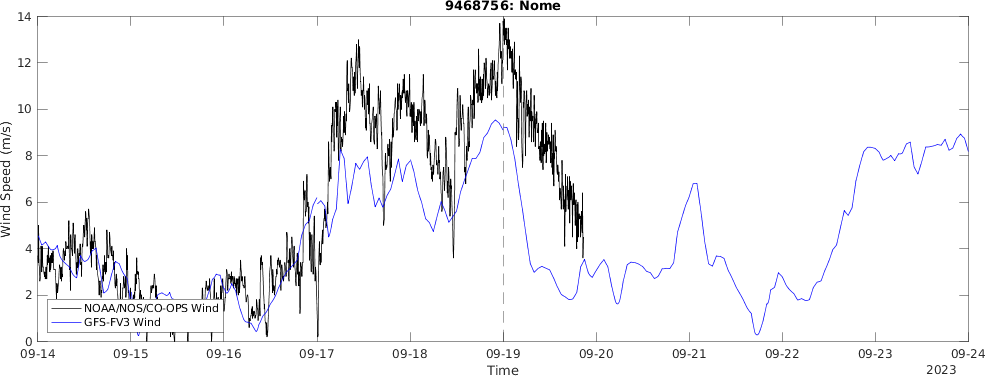 9468756: Nome
Wind Speed (m/s)
14
12
10
8
6
4
2
0
NOAA/NOS/CO-OPS Wind
GFS-FV3 Wind
09-14 09-15 09-16 09-17 09-18 09-19 09-20 09-21 09-22 09-23 09-24
Time
2023